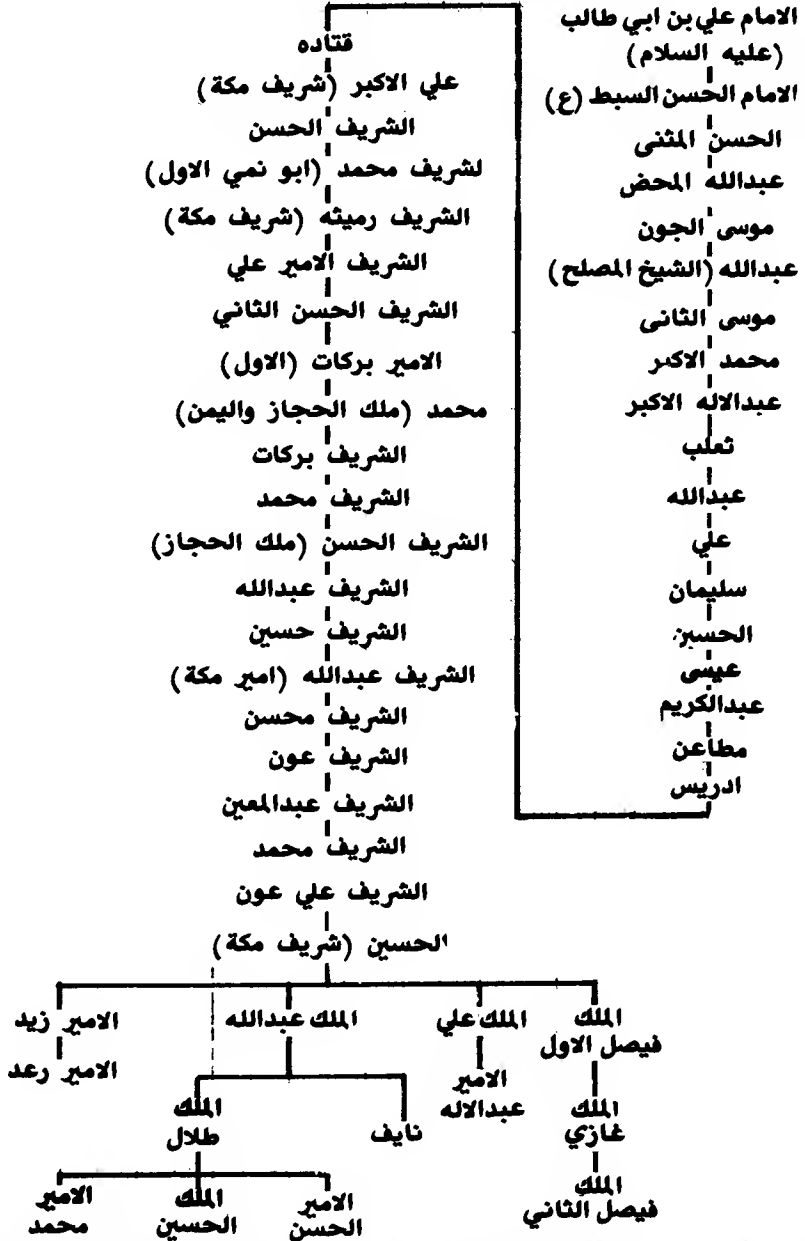 الامام علي بن ابي طالب
(عليه السلام)
الامام الحسن السبط (ع)
الحسن المثنى
عبدالله المحض
موسى الجون
عبدالله (الشيخ المصلح)
موسى الثانى
محمد الاكبر
عبدالاله الاكبر
ثعلب
عبدالله
علي
سليمان
الحسين
عيسى
عبدالكريم
مطاعن
ادريس
قتاده
علي الاكبر (شريف مكة)
الشريف الحسن
لشريف محمد (ابو نمي الاول)
الشريف رميثه (شريف مكة)
الشريف الامير علي
الشريف الحسن الثاني
الامير بركات (الاول)
محمد (ملك الحجاز واليمن)
الشريف بركات
الشريف محمد
الشريف الحسن (ملك الحجاز)
الشريف عبدالله
الشريف حسين
الشريف عبدالله (امير مكة)
الشريف محسن
الشريف عون
الشريف عبدالمعين
الشريف محمد
الشريف علي عون
الحسين (شريف مكة)
الملك
فيصل الاول
الملك علي
الملك عبدالله
الامير زيد
الملك
غازي
الامير
عبدالاله
نايف
الملك
طلال
الامير رعد
الملك
فيصل الثاني
الامير
الحسن
الملك
الحسين
الامير
محمد